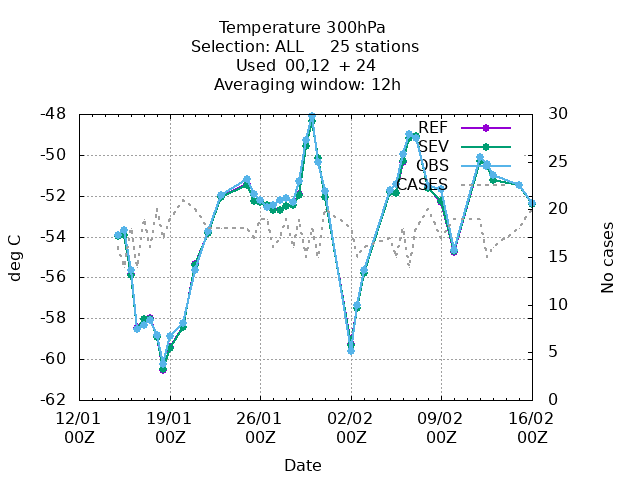 Temperature 300hPa
Selection: ALL 25 stations
Used 00,12 + 24
Averaging window: 12h
-48 30
REF
SEV
-50 25
OBS
CASES
-52 20
-54 15
deg C
No cases
-56
-58 10
-60 5
-62 0
12/01 19/01 26/01 02/02 09/02 16/02
00Z 00Z 00Z 00Z 00Z 00Z
Date